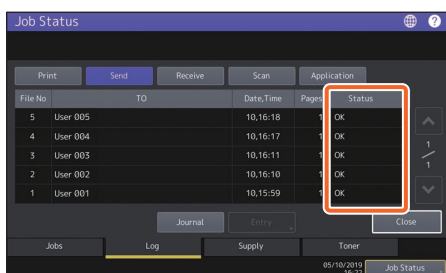 Job Status
?
Print Send Receive Scan Application
File No TO Date,Time Pages Status
5 User 005 10,16:18 1 OK
4 User 004 10,16:17 1 OK
3 User 003 10,16:11 1 OK
2 User 002 10,16:10 1 OK
1 User 001 10,15:59 1 OK
1
/
1
Journal Entry Close
Jobs Log Supply Toner
05/10/2019
16:22 Job Status